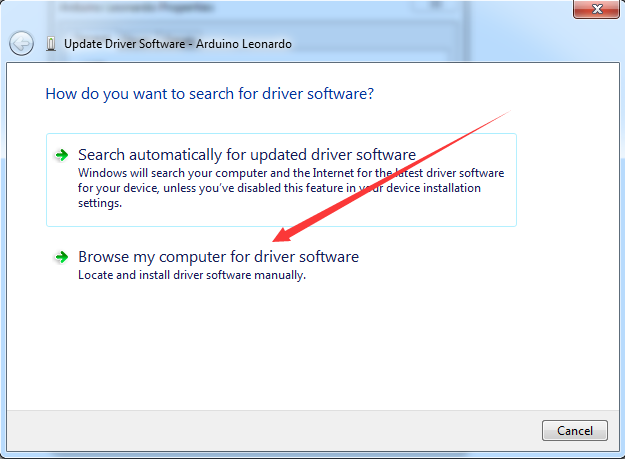 Arduino Leonardo Properties
Update Driver Software - Arduino Leonardo
How do you want to search for driver software?
Search automatically for updated driver software
Windows will search your computer and the Internet for the latest driver software
for your device, unless you've disabled this feature in your device installation
settings.
Browse my computer for driver software
Locate and install driver software manually.
Cancel